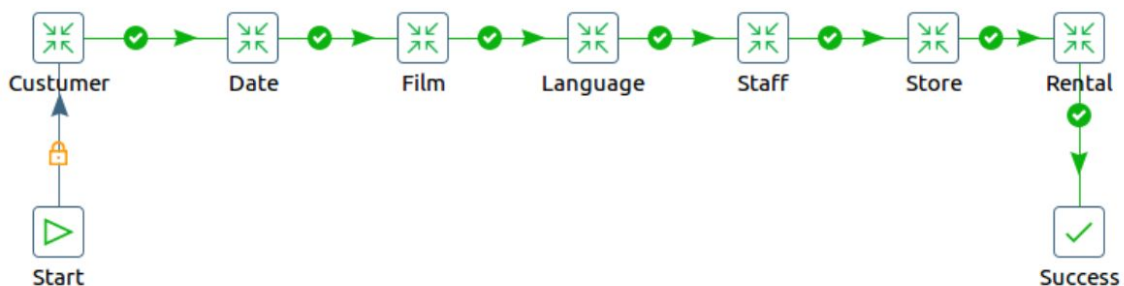 Custumer
Date
Film
Language
Staff
Store
Rental
Start
Success